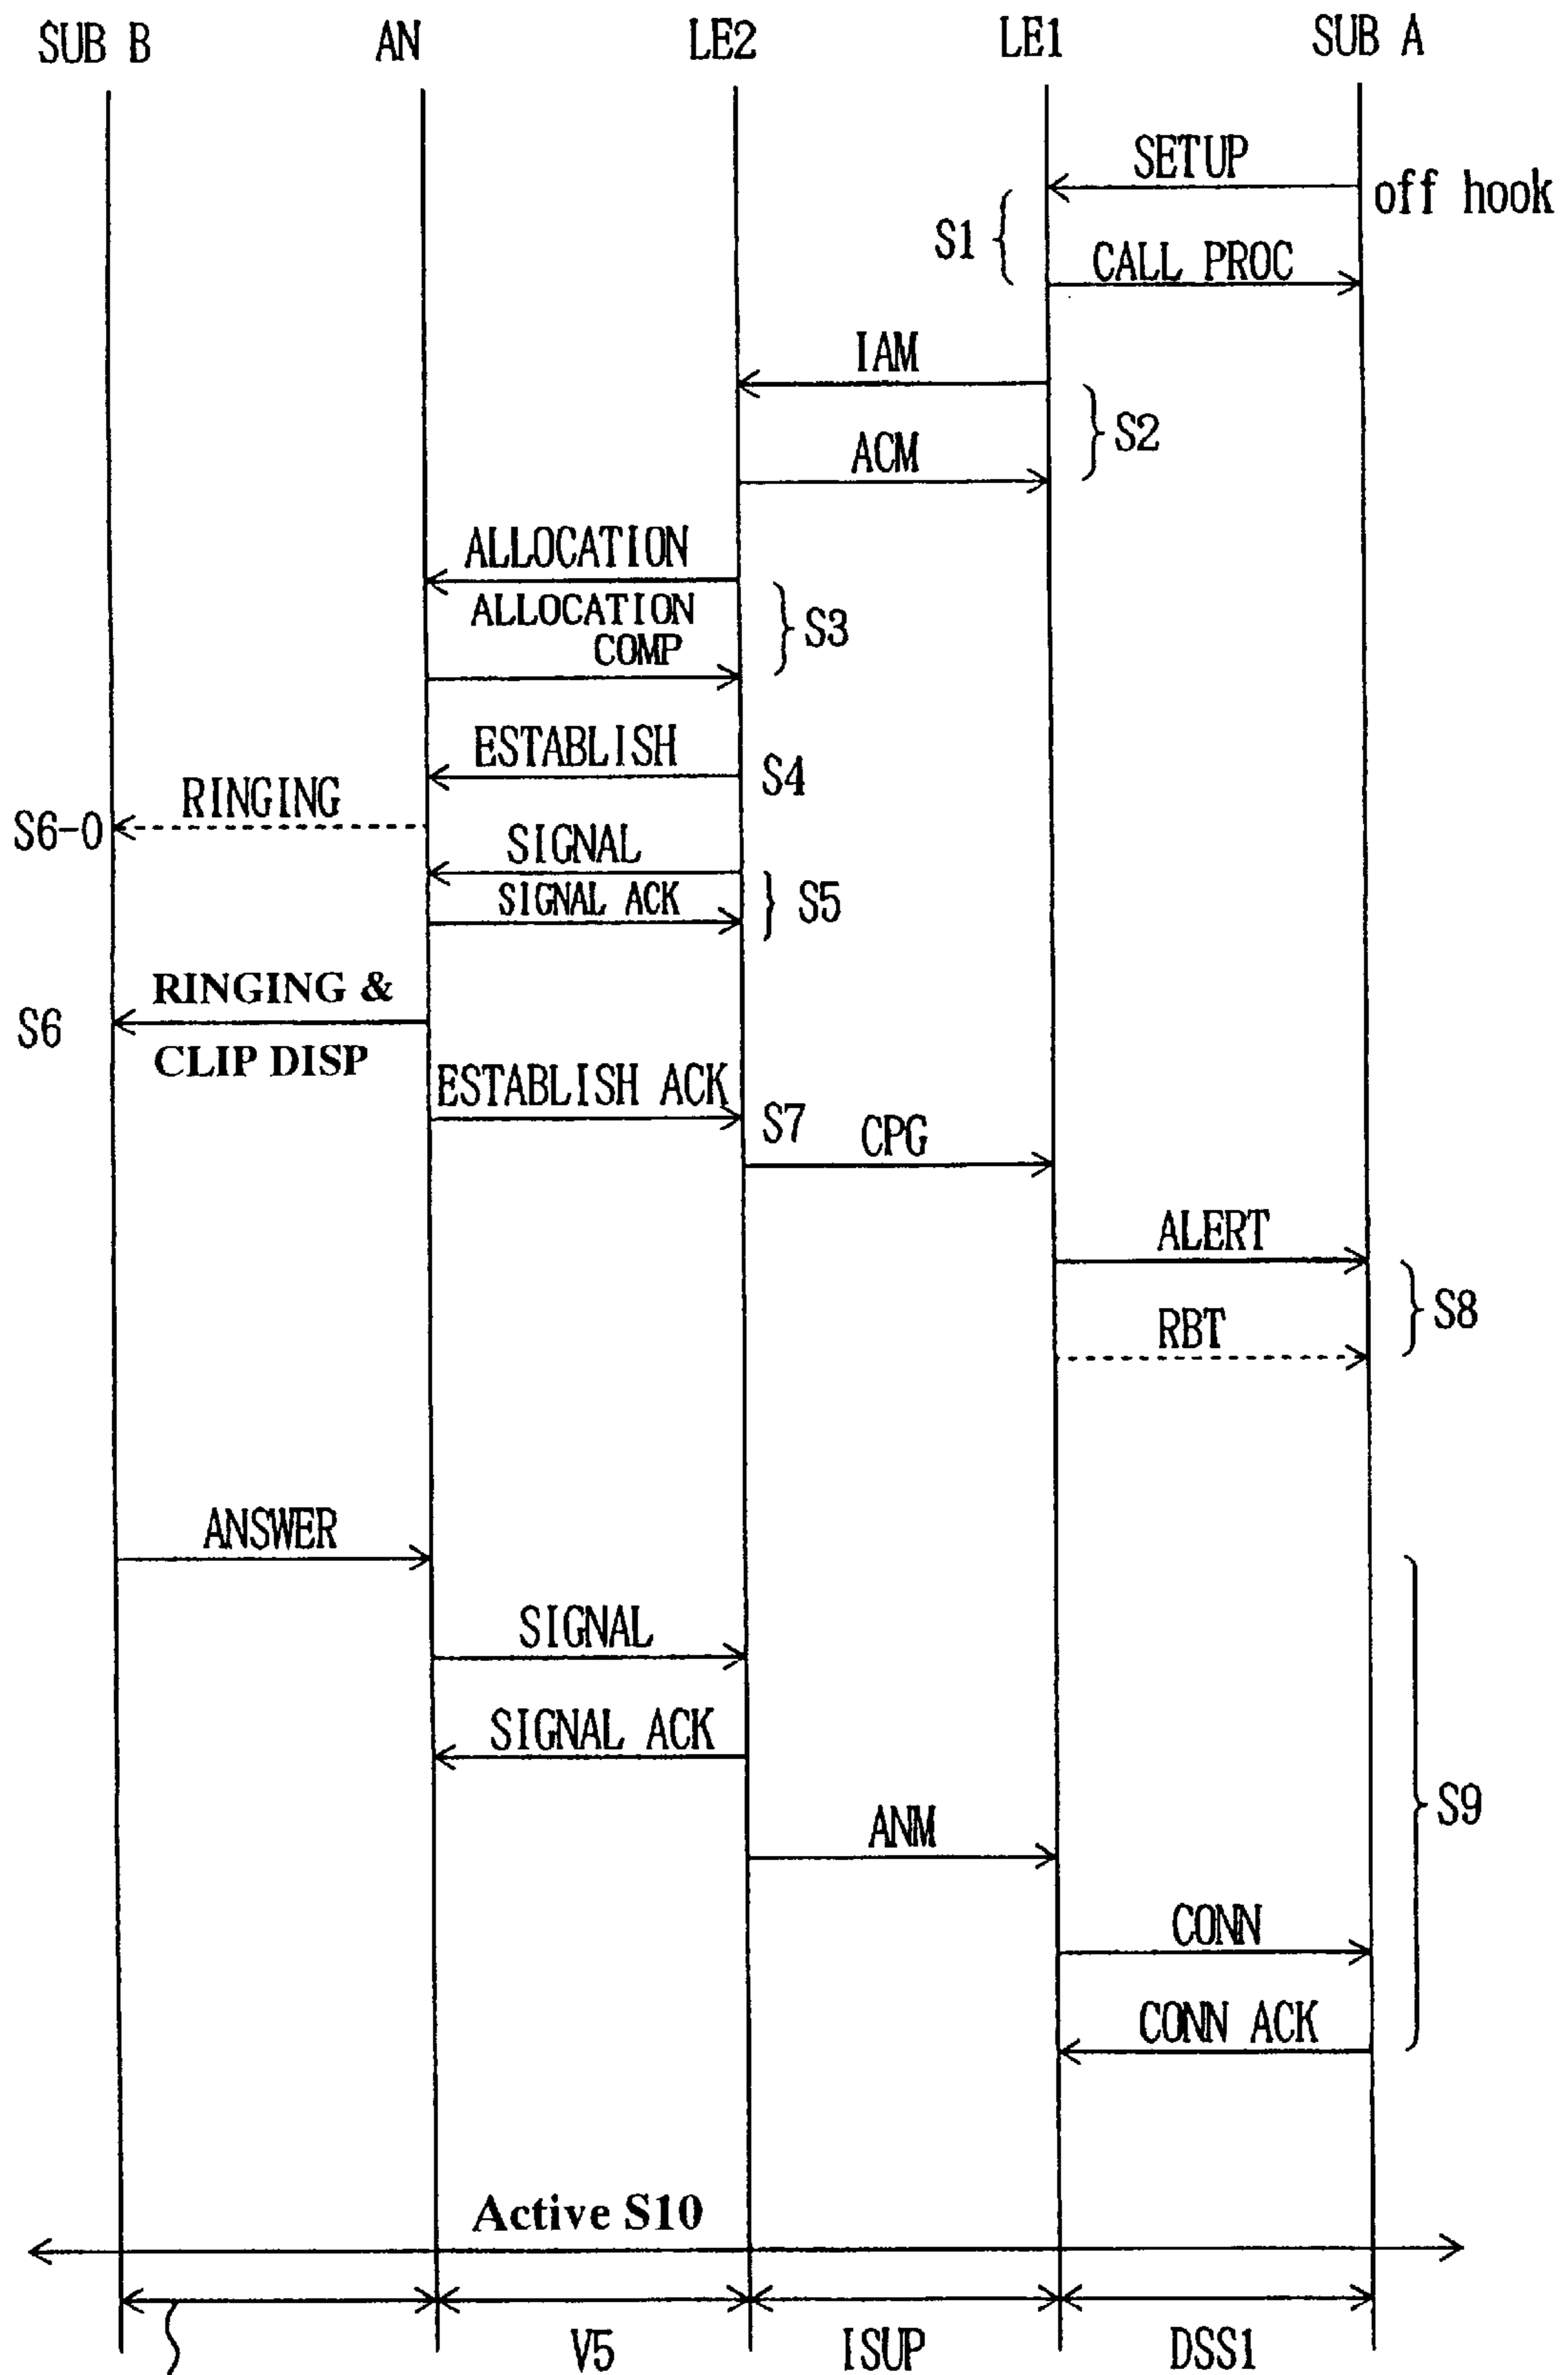 SUB B AN LE2 LE1 SUB A
SETUP
off hook
S1
CALL PROC
IAM
S2
ACM
ALLOCATION
ALLOCATION
COMP
S3
ESTABLISH
S4
RINGING
S6-0
SIGNAL
SIGNAL ACK
S5
RINGING &
S6
CLIP DISP
ESTABLISH ACK
S7
CPG
ALERT
S8
RBT
ANSWER
SIGNAL
SIGNAL ACK
S9
ANM
CONN
CONN ACK
Active S10
V5 ISUP DSS1